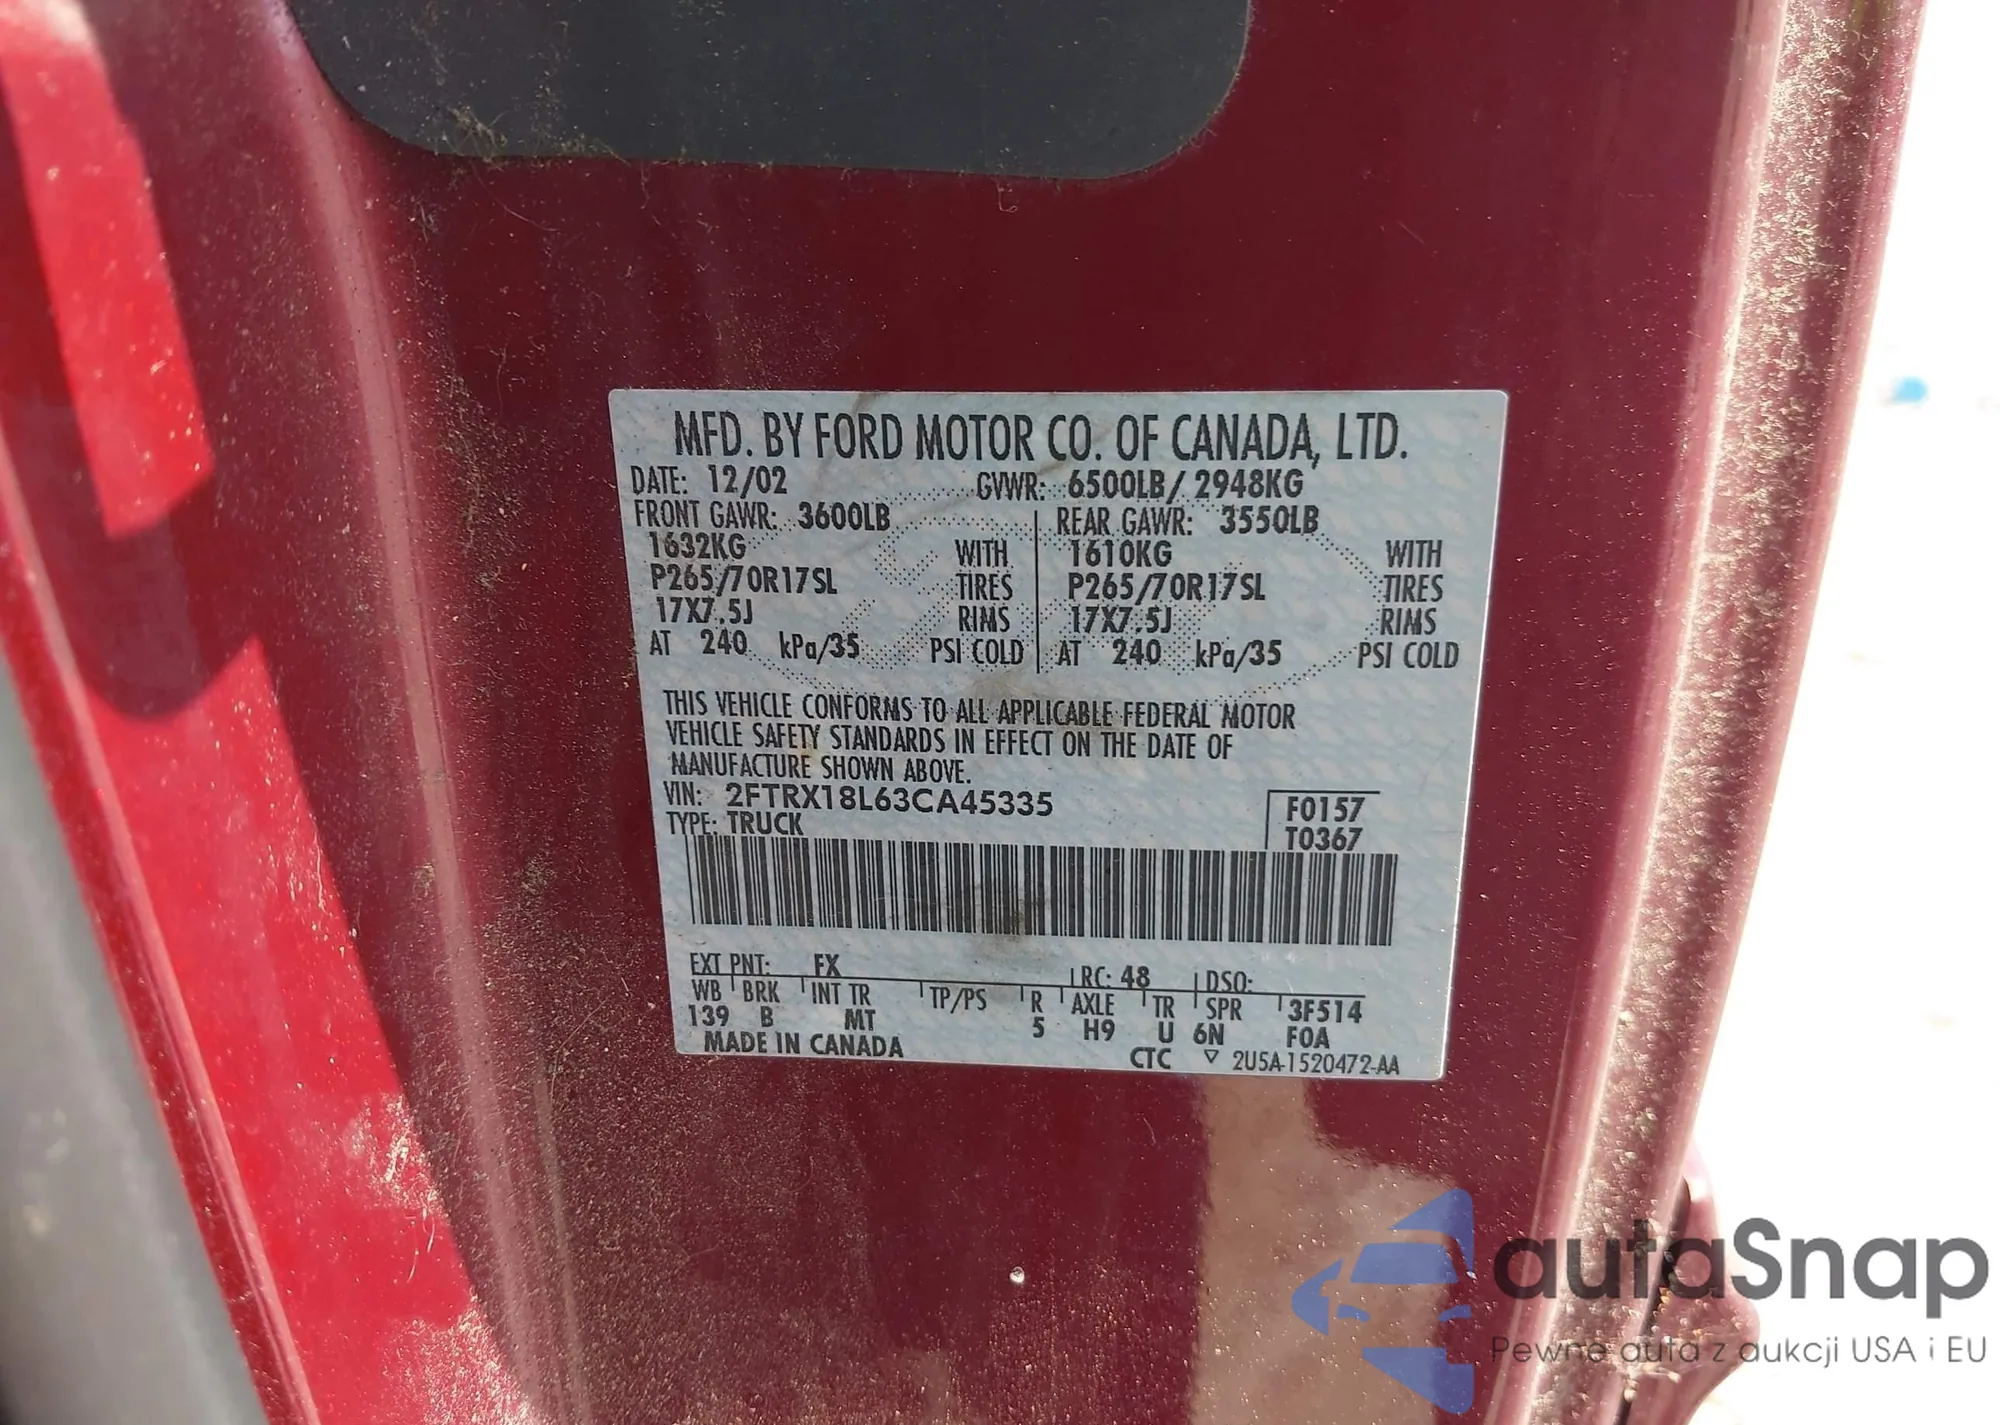 MFD. BY FORD MOTOR CO. OF CANADA, LTD.
DATE: 12/02 GVWR: 6500LB/ 2948KG
FRONT GAWR: 3600LB REAR GAWR: 3550LB
1632KG WITH 1610KG WITH
P265/70R17SL TIRES P265/70R17SL TIRES
17X7.5J RIMS 17X7.5J RIMS
AT 240 kPa/35 PSI COLD AT 240 kPa/35 PSI COLD
THIS VEHICLE CONFORMS TO ALL APPLICABLE FEDERAL MOTOR
VEHICLE SAFETY STANDARDS IN EFFECT ON THE DATE OF
MANUFACTURE SHOWN ABOVE.
VIN: 2FTRX18L63CA45335 F0157
TYPE: TRUCK T0367
EXT PNT: FX RC: 48 DSO:
WB BRK INT TR TP/PS R AXLE TR SPR 3F514
139 B MT 5 H9 U 6N FOA
MADE IN CANADA CTC ▽ 2U5A-1520472-AA
autaSnap
Pewne auta z aukcji USA i EU